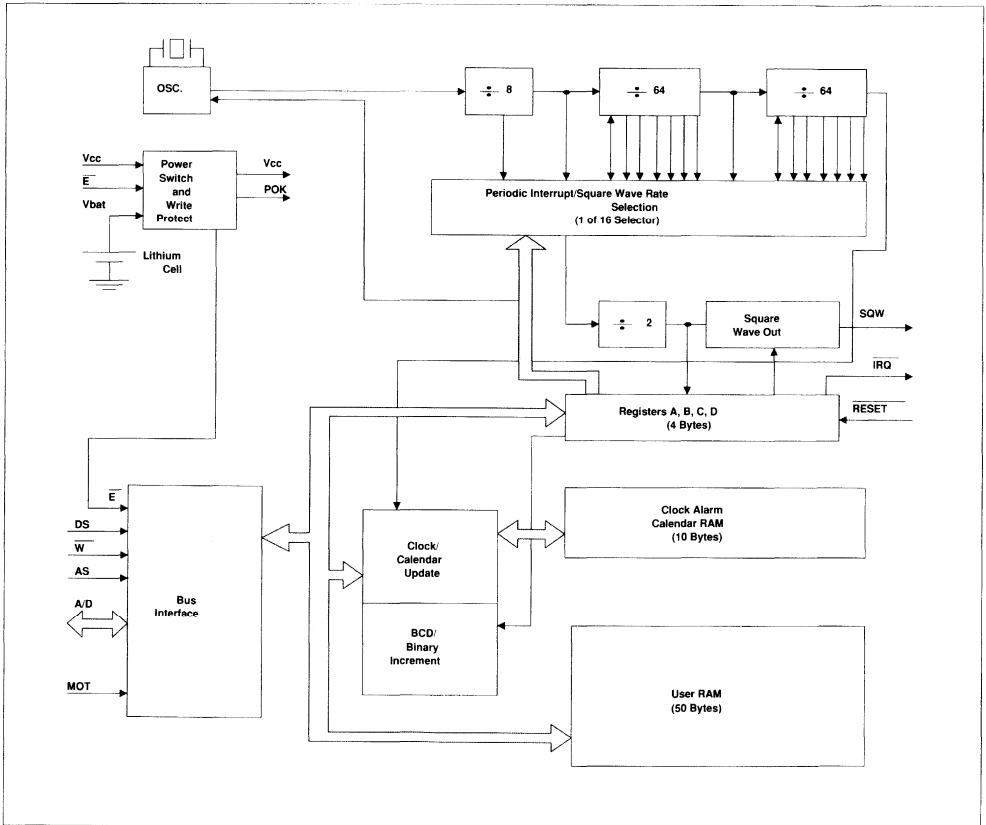 OSC.
÷ 8
÷ 64
÷ 64
Vcc
E
Vbat
Power
Switch
and
Write
Protect
Vcc
POK
Lithium
Cell
Periodic Interrupt/Square Wave Rate
Selection
(1 of 16 Selector)
÷ 2
Square
Wave Out
SQW
IRQ
RESET
Registers A, B, C, D
(4 Bytes)
E
DS
W
AS
A/D
MOT
Bus
Interface
Clock/
Calendar
Update
BCD/
Binary
Increment
Clock Alarm
Calendar RAM
(10 Bytes)
User RAM
(50 Bytes)